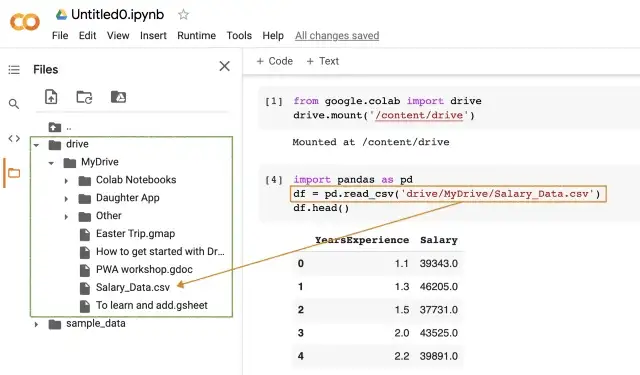 Untitled0.ipynb
File Edit View Insert Runtime Tools Help All changes saved
Files
+ Code + Text
..
drive
MyDrive
Colab Notebooks
Daughter App
Other
Easter Trip.gmap
How to get started with Dr...
PWA workshop.gdoc
Salary_Data.csv
To learn and add.gsheet
sample_data
[1] from google.colab import drive
drive.mount('/content/drive')
Mounted at /content/drive
[4] import pandas as pd
df = pd.read_csv('drive/MyDrive/Salary_Data.csv')
df.head()
YearsExperience Salary
0 1.1 39343.0
1 1.3 46205.0
2 1.5 37731.0
3 2.0 43525.0
4 2.2 39891.0